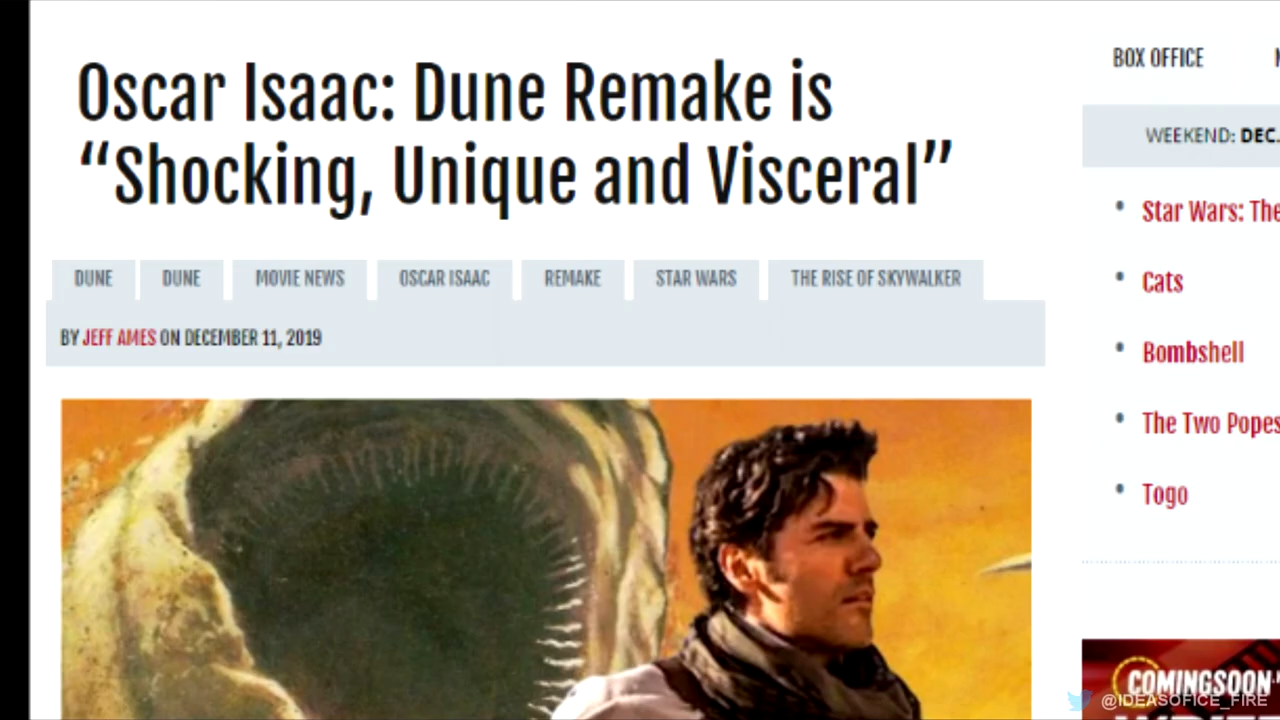 Oscar Isaac: Dune Remake is
“Shocking, Unique and Visceral”
DUNE
DUNE
MOVIE NEWS
OSCAR ISAAC
REMAKE
STAR WARS
THE RISE OF SKYWALKER
BY JEFF AMES ON DECEMBER 11, 2019
BOX OFFICE
WEEKEND: DEC.
Star Wars: The
Cats
Bombshell
The Two Popes
Togo
COMINGSOON
@IDEASOFICE_FIRE